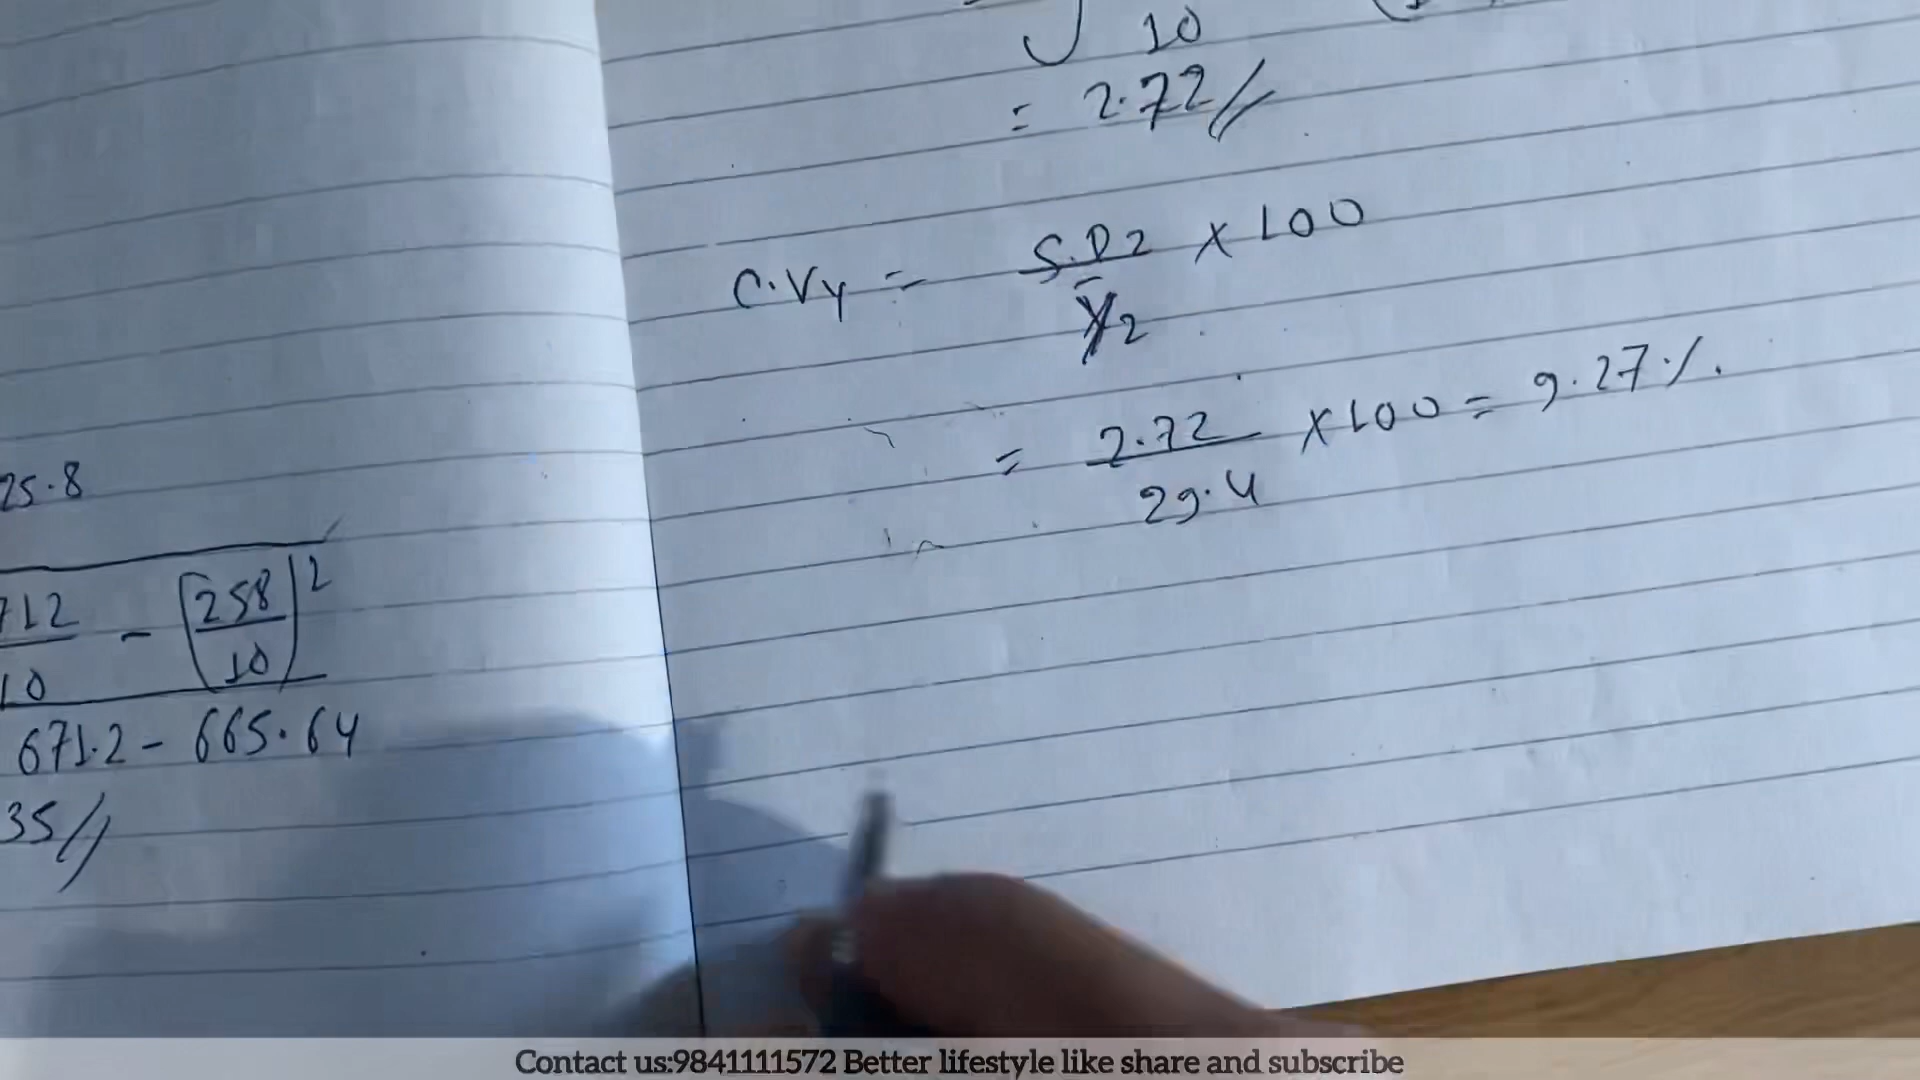 25.8
712/10 - (258/10)²
671.2 - 665.64
35//
10
= 2.72//
C.Vy = S.D2/Y̅2 × 100
= 2.72/29.4 × 100 = 9.27%.
Contact us:9841111572 Better lifestyle like share and subscribe